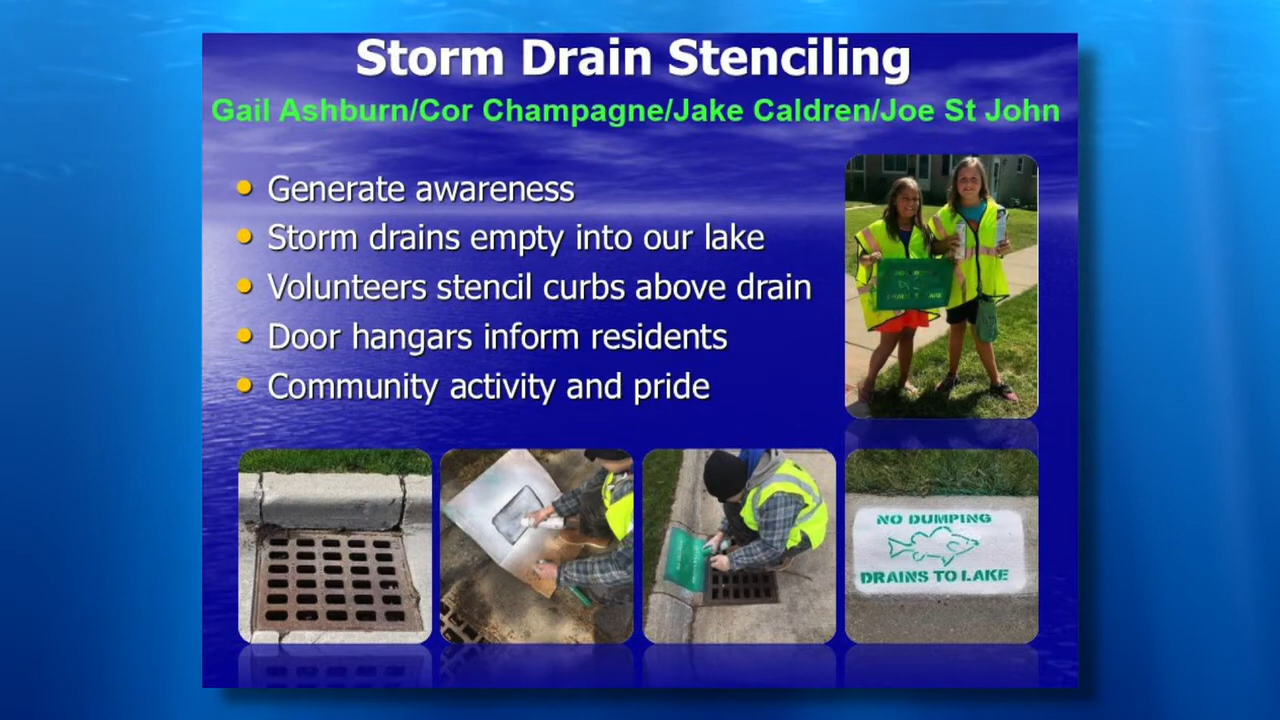 Storm Drain Stenciling
Gail Ashburn/Cor Champagne/Jake Caldren/Joe St John
Generate awareness
Storm drains empty into our lake
Volunteers stencil curbs above drain
Door hangars inform residents
Community activity and pride
NO DUMPING
DRAINS TO LAKE